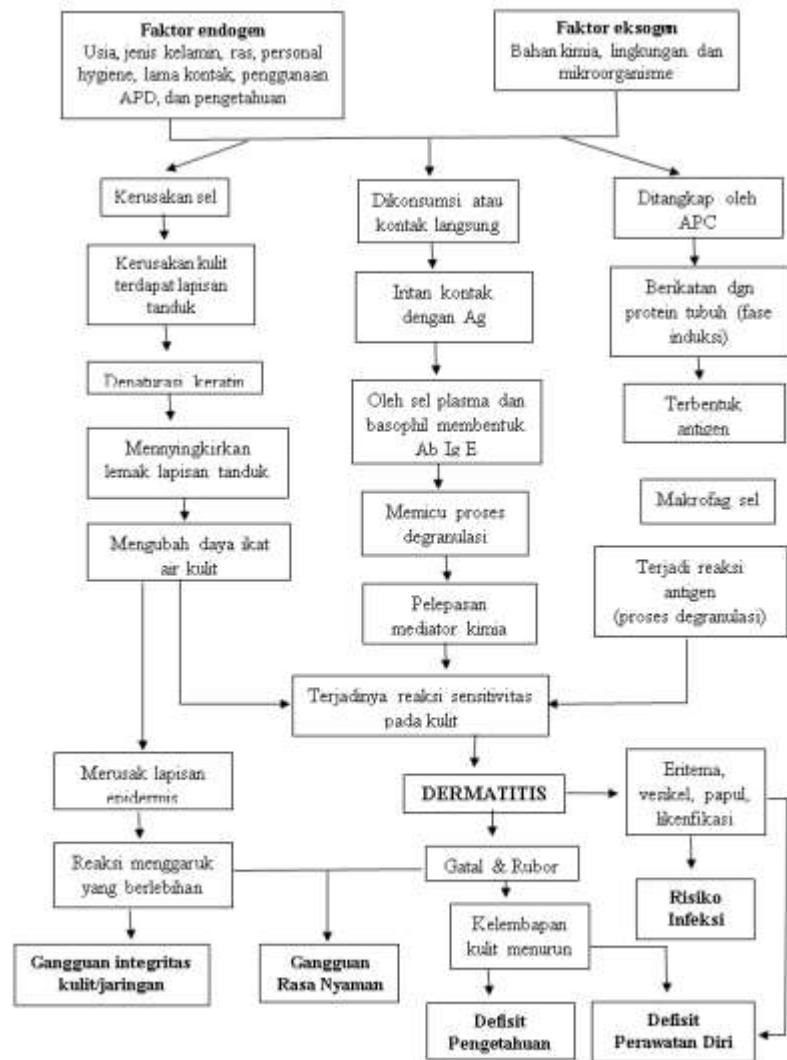 Faktor endogen
Usia, jenis kelamin, ras, personal
hygiene, lama kontak, penggunaan
APD, dan pengetahuan
Faktor eksogen
Bahan kimia, lingkungan dan
mikroorganisme
Kerusakan sel
Dikonsumsi atau
kontak langsung
Ditangkap oleh
APC
Kerusakan kulit
terdapat lapisan
tanduk
Iritan kontak
dengan Ag
Berikatan dgn
protein tubuh (fase
induksi)
Denaturasi keratin
Oleh sel plasma dan
basophil membentuk
Ab Ig E
Terbentuk
antigen
Mennyingkirkan
lemak lapisan tanduk
Makrofag sel
Memicu proses
degranulasi
Mengubah daya ikat
air kulit
Terjadi reaksi
antigen
(proses degranulasi)
Pelepasan
mediator kimia
Terjadinya reaksi sensitivitas
pada kulit
Merusak lapisan
epidermis
DERMATITIS
Eritema,
vesikel, papul,
likenfikasi
Reaksi menggaruk
yang berlebihan
Gatal & Rubor
Risiko
Infeksi
Kelembapan
kulit menurun
Gangguan integritas
kulit/jaringan
Gangguan
Rasa Nyaman
Defisit
Pengetahuan
Defisit
Perawatan Diri